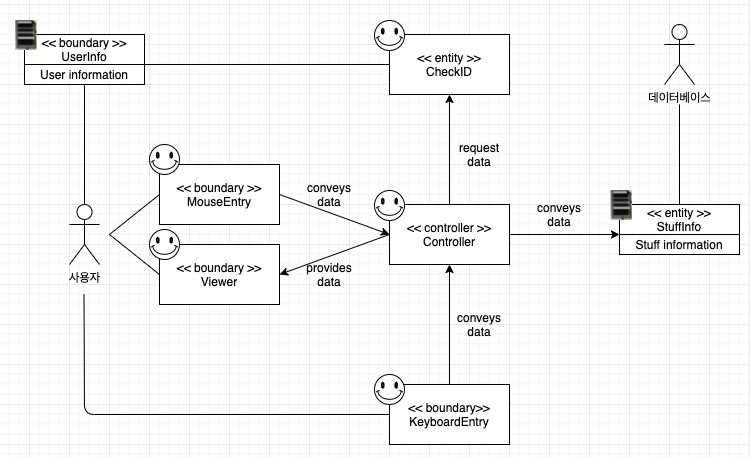 << boundary >>
UserInfo
User information
<< entity >>
CheckID
데이터베이스
request
data
<< boundary >>
MouseEntry
conveys
data
<< controller >>
Controller
conveys
data
<< entity >>
StuffInfo
Stuff information
사용자
<< boundary >>
Viewer
provides
data
conveys
data
<< boundary>>
KeyboardEntry